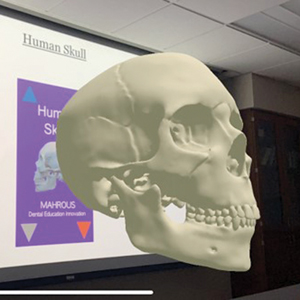 Human Skull
Hum
Sk
MAHROUS
Dental Education Innovation